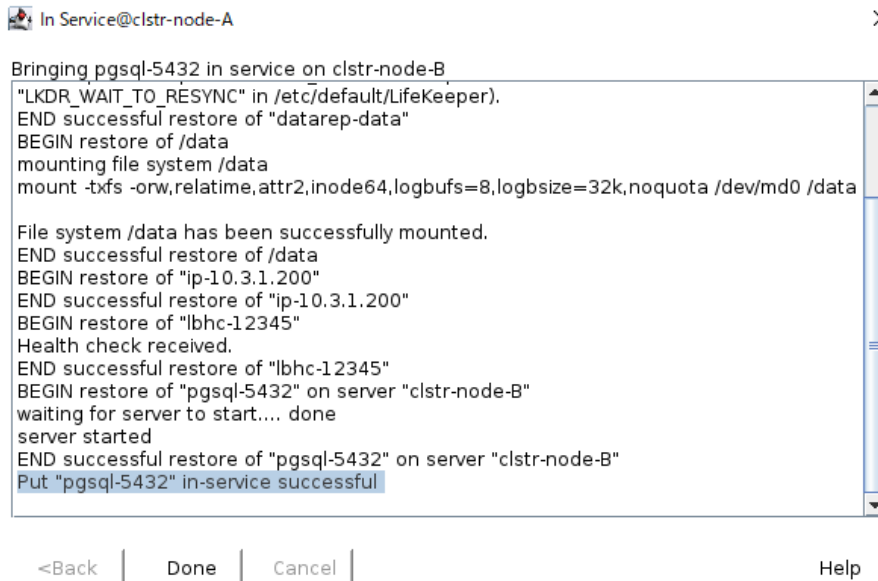 In Service@clstr-node-A
Bringing pgsql-5432 in service on clstr-node-B
"LKDR_WAIT_TO_RESYNC" in /etc/default/LifeKeeper).
END successful restore of "datarep-data"
BEGIN restore of /data
mounting file system /data
mount -txfs -orw,relatime,attr2,inode64,logbufs=8,logbsize=32k,noquota /dev/md0 /data
File system /data has been successfully mounted.
END successful restore of /data
BEGIN restore of "ip-10.3.1.200"
END successful restore of "ip-10.3.1.200"
BEGIN restore of "lbhc-12345"
Health check received.
END successful restore of "lbhc-12345"
BEGIN restore of "pgsql-5432" on server "clstr-node-B"
waiting for server to start.... done
server started
END successful restore of "pgsql-5432" on server "clstr-node-B"
Put "pgsql-5432" in-service successful
<Back Done Cancel Help